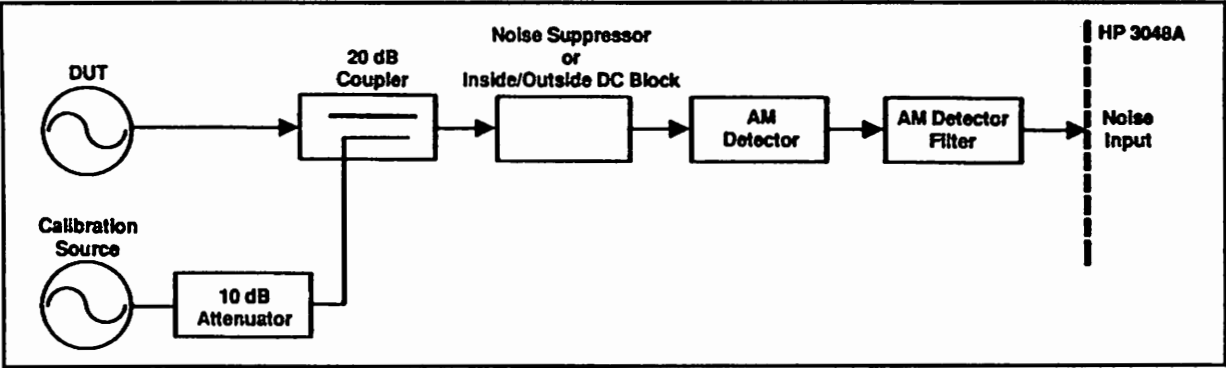 DUT
20 dB
Coupler
Noise Suppressor
or
Inside/Outside DC Block
AM
Detector
AM Detector
Filter
HP 3048A
Noise
Input
Calibration
Source
10 dB
Attenuator